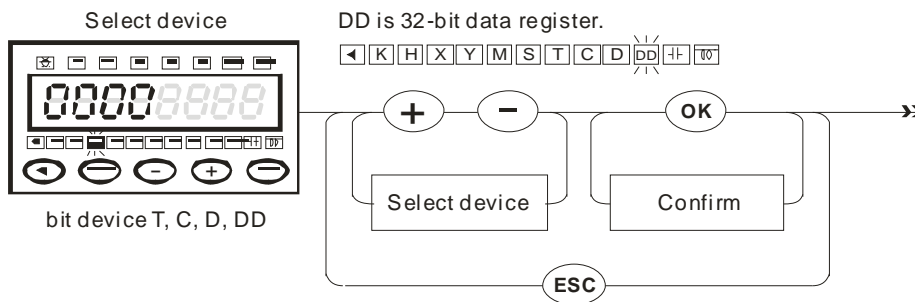 Select device
DD is 32-bit data register.
K H X Y M S T C D DD
0000
+ - OK
Select device
Confirm
bit device T, C, D, DD
ESC